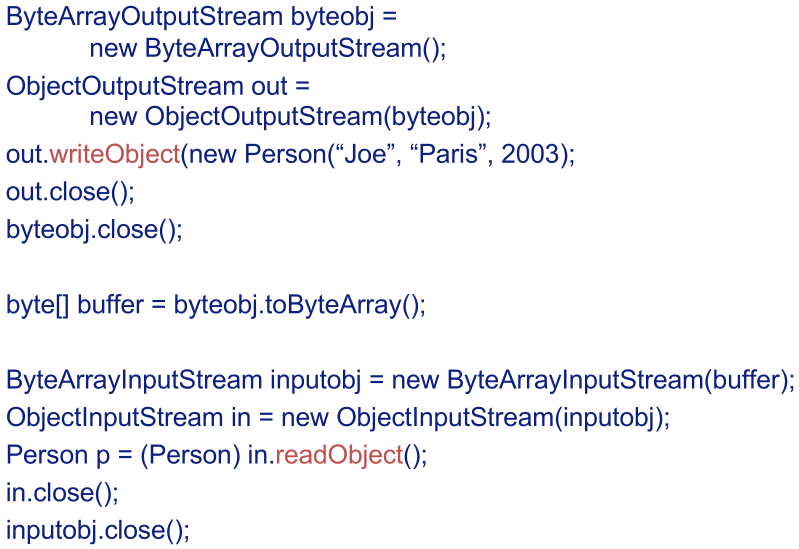 ByteArrayOutputStream byteobj =
new ByteArrayOutputStream();
ObjectOutputStream out =
new ObjectOutputStream(byteobj);
out.writeObject(new Person(“Joe”, “Paris”, 2003);
out.close();
byteobj.close();
byte[] buffer = byteobj.toByteArray();
ByteArrayInputStream inputobj = new ByteArrayInputStream(buffer);
ObjectInputStream in = new ObjectInputStream(inputobj);
Person p = (Person) in.readObject();
in.close();
inputobj.close();